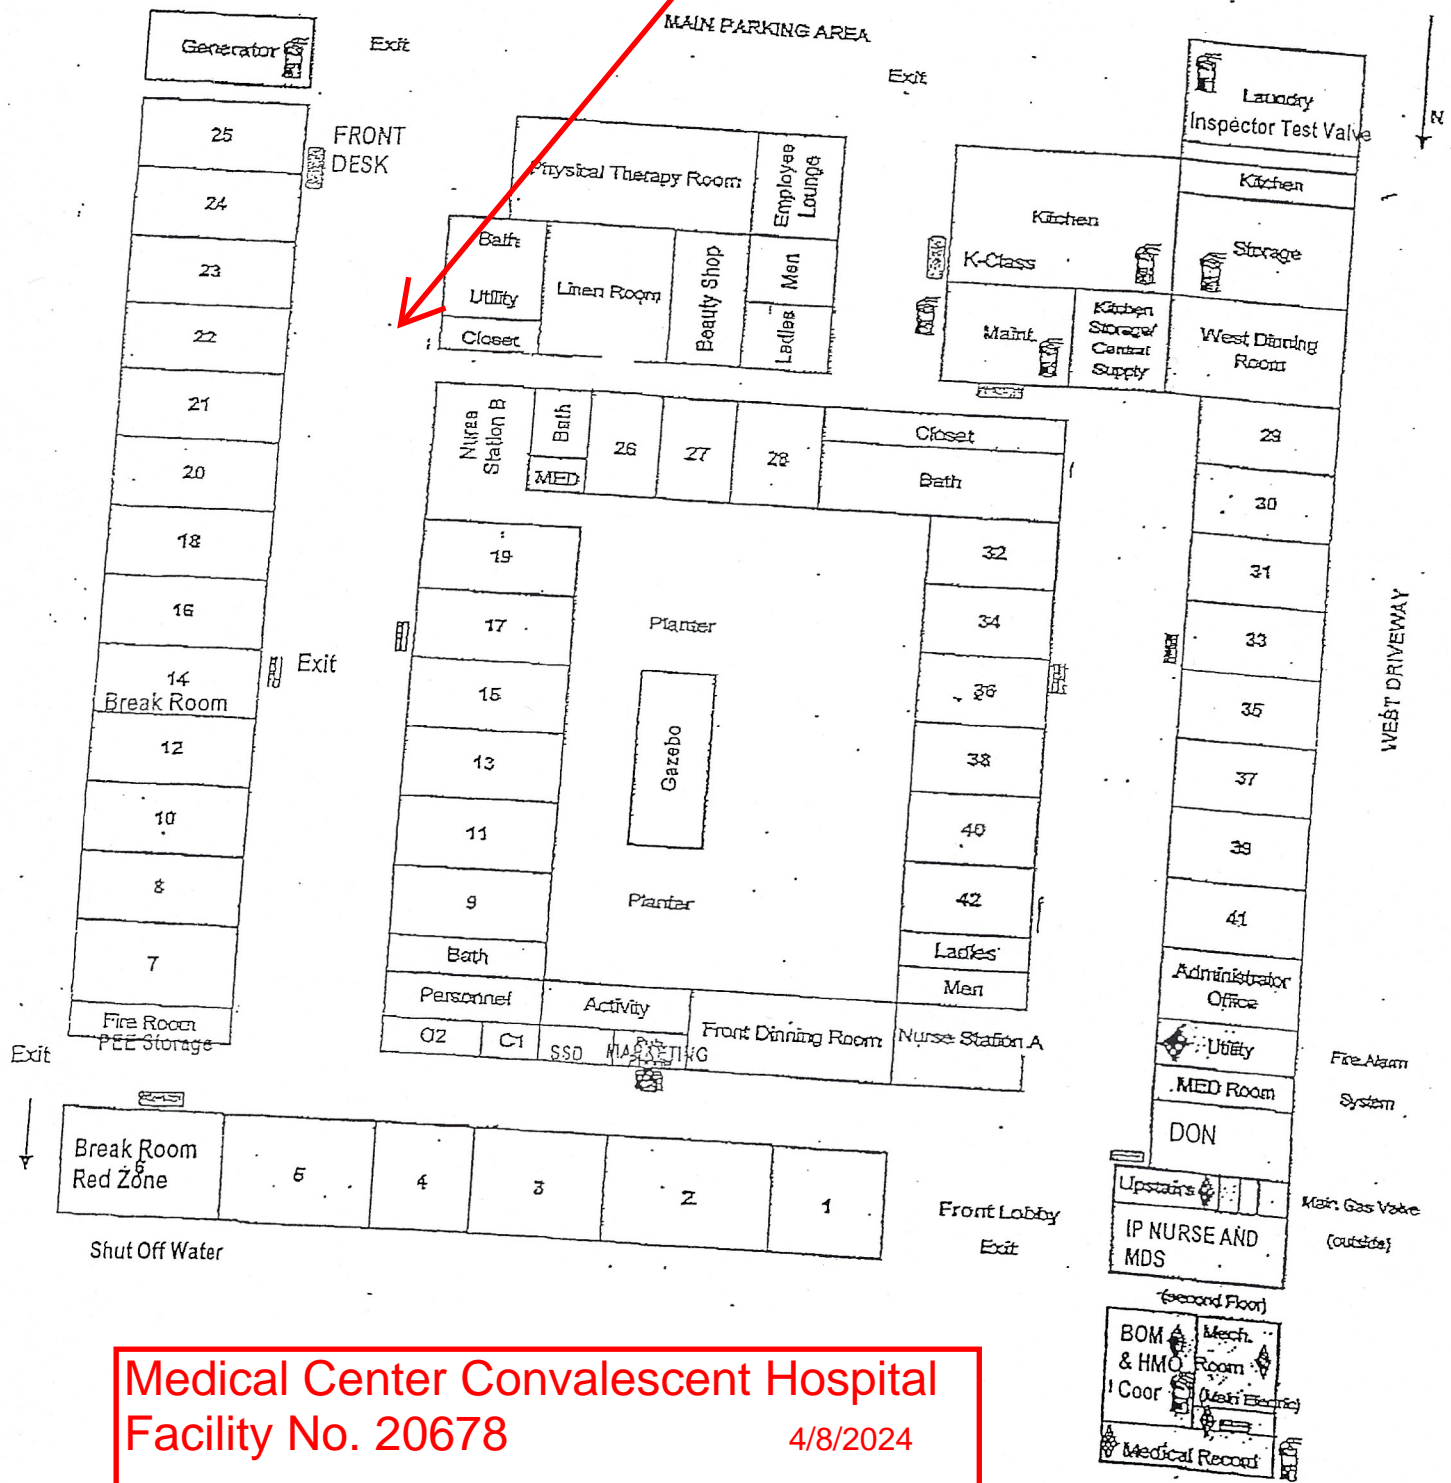 MAIN PARKING AREA
Generator
Exit
Exit
Laundry
Inspector Test Valve
N
25
FRONT
DESK
24
23
22
21
20
18
16
14
Break Room
12
10
8
7
Fire Room
PEE Storage
Exit
Exit
Physical Therapy Room
Employee
Lounge
Bath
Utility
Closet
Linen Room
Beauty Shop
Men
Ladies
Kitchen
K-Class
Kitchen
Storage
Maint.
Kitchen
Storage/
Central
Supply
West Dinning
Room
Nurse
Station B
Bath
MED
26
27
28
Closet
Bath
19
17
15
13
11
9
Bath
Personnel
O2
C1
Activity
SSD
MARKETING
Front Dinning Room
Nurse Station A
Planter
Gazebo
Planter
32
34
36
38
40
42
Ladies
Men
29
30
31
33
35
37
39
41
Administrator
Office
Utility
MED Room
DON
WEST DRIVEWAY
Fire Alarm
System
Upstairs
Main Gas Valve
(outside)
IP NURSE AND
MDS
(second Floor)
BOM
& HMO
Coor
Mech.
Room
(Main Electric)
Medical Record
Break Room
6
Red Zone
5
4
3
2
1
Front Lobby
Exit
Shut Off Water
Medical Center Convalescent Hospital
Facility No. 20678
4/8/2024